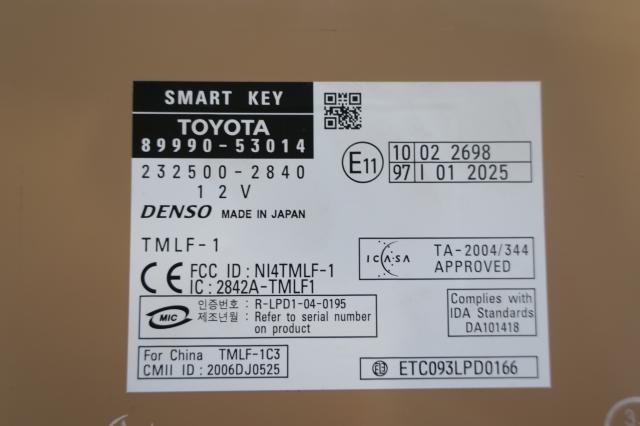 SMART KEY
TOYOTA
89990-53014
232500-2840
12V
DENSO MADE IN JAPAN
E11
10 02 2698
97 I 01 2025
TMLF-1
CE FCC ID : NI4TMLF-1
IC : 2842A-TMLF1
ICASA TA-2004/344
APPROVED
MIC 인증번호 : R-LPD1-04-0195
제조년월 : Refer to serial number
on product
Complies with
IDA Standards
DA101418
For China TMLF-1C3
CMII ID : 2006DJ0525
ETC093LPD0166
3